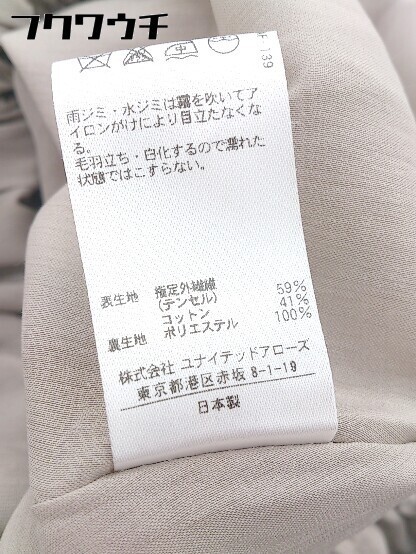 フクワウチ
139
雨ジミ・水ジミは霧を吹いてア
イロンがけにより目立たなくな
る。
毛羽立ち・白化するので濡れた
状態ではこすらない。
表生地 指定外繊維 59%
(テンセル) 41%
コットン 100%
裏生地 ポリエステル
株式会社 ユナイテッドアローズ
東京都港区赤坂 8-1-19
日本製